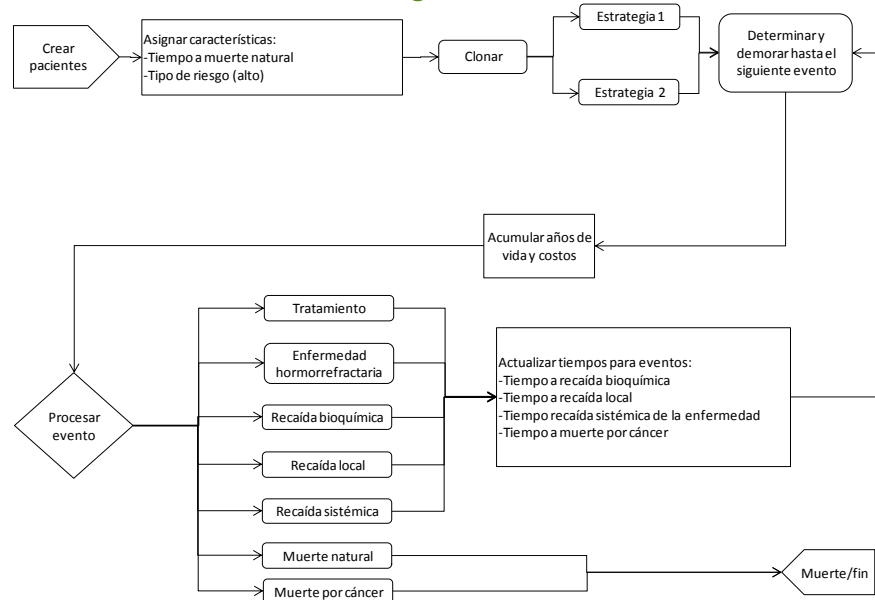 Crear
pacientes
Asignar características:
-Tiempo a muerte natural
-Tipo de riesgo (alto)
Clonar
Estrategia 1
Estrategia 2
Determinar y
demorar hasta el
siguiente evento
Acumular años de
vida y costos
Procesar
evento
Tratamiento
Enfermedad
hormorrefractaria
Recaída bioquímica
Recaída local
Recaída sistémica
Muerte natural
Muerte por cáncer
Actualizar tiempos para eventos:
-Tiempo a recaída bioquímica
-Tiempo a recaída local
-Tiempo recaída sistémica de la enfermedad
-Tiempo a muerte por cáncer
Muerte/fin